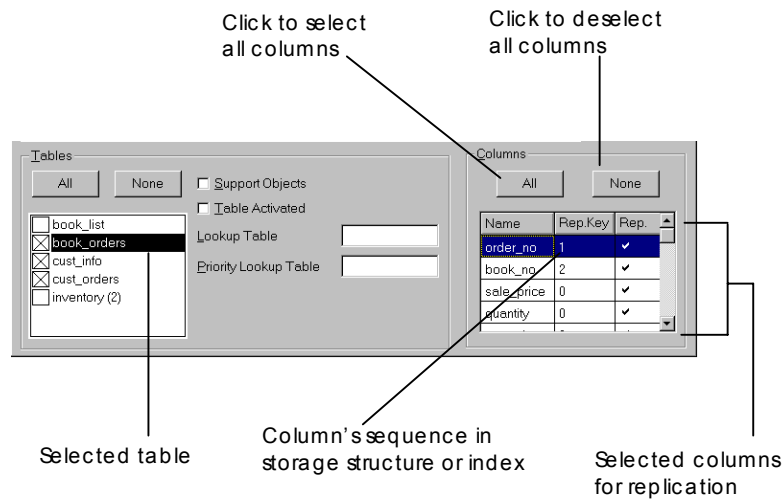 Click to select
all columns
Click to deselect
all columns
Tables
All
None
Support Objects
Table Activated
Lookup Table
Priority Lookup Table
book_list
book_orders
cust_info
cust_orders
inventory (2)
Columns
All
None
Name Rep.Key Rep.
order_no 1
book_no 2
sale_price 0
quantity 0
Selected table
Column's sequence in
storage structure or index
Selected columns
for replication